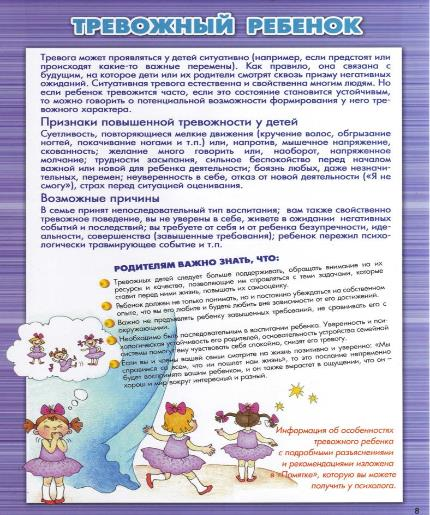 ТРЕВОЖНЫЙ РЕБЕНОК
Тревога может проявляться у детей ситуативно (например, если предстоят или
происходят какие-то важные перемены). Как правило, она связана с
будущим, на которое дети и их родители смотрят сквозь призму негативных
ожиданий. Ситуативная тревога естественна и свойственна многим людям. Но
если ребенок тревожится часто, если это состояние становится устойчивым,
то можно говорить о потенциальной возможности формирования у него тре-
вожного характера.
Признаки повышенной тревожности у детей
Суетливость, повторяющиеся мелкие движения (кручение волос, обгрызание
ногтей, покачивание ногами и т.п.) или, напротив, мышечное напряжение,
скованность; желание много говорить или, наоборот, напряженное
молчание; трудности засыпания, сильное беспокойство перед началом
важной или новой для ребенка деятельности; боязнь любых, даже незначи-
тельных, перемен; неуверенность в себе, отказ от новой деятельности («Я не
смогу»), страх перед ситуацией оценивания.
Возможные причины
В семье принят непоследовательный тип воспитания; вам также свойственно
тревожное поведение, вы не уверены в себе, живете в ожидании негативных
событий и последствий; вы требуете от себя и от ребенка безупречности, иде-
альности, совершенства (завышенные требования); ребенок пережил психо-
логически травмирующее событие и т.п.
РОДИТЕЛЯМ ВАЖНО ЗНАТЬ, ЧТО:
Тревожных детей следует больше поддерживать, обращать внимание на их
ресурсы и качества, позволяющие им справляться с теми задачами, которые
ставит перед ними жизнь, повышать их самооценку.
Ребенок должен не только понимать, но и постоянно убеждаться на собственном
опыте, что вы его любите и будете любить вне зависимости от его достижений.
Важно не предъявлять ребенку завышенных требований, не сравнивать его с
окружающими.
Необходимо быть последовательным в воспитании ребенка. Уверенность и пси-
хологическая устойчивость его родителей, основательность устройства семейной
системы помогут ему чувствовать себя спокойно, снизят его тревогу.
Если вы и члены вашей семьи смотрите на жизнь позитивно и уверенно: «Мы
справимся со всем, что ни пошлет нам жизнь», то это послание непременно
будет воспринято вашим ребенком, и он также вырастет в ощущении, что он –
хорош и мир вокруг интересный и разный.
Информация об особенностях
тревожного ребенка
с подробными разъяснениями
и рекомендациями изложена
в «Памятке», которую вы можете
получить у психолога.
8